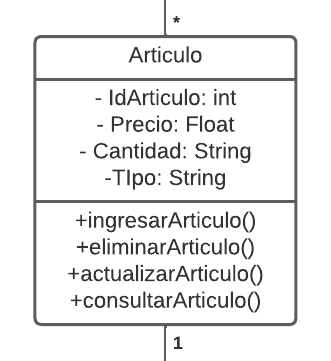 *
Articulo
- IdArticulo: int
- Precio: Float
- Cantidad: String
-TIpo: String
+ingresarArticulo()
+eliminarArticulo()
+actualizarArticulo()
+consultarArticulo()
1